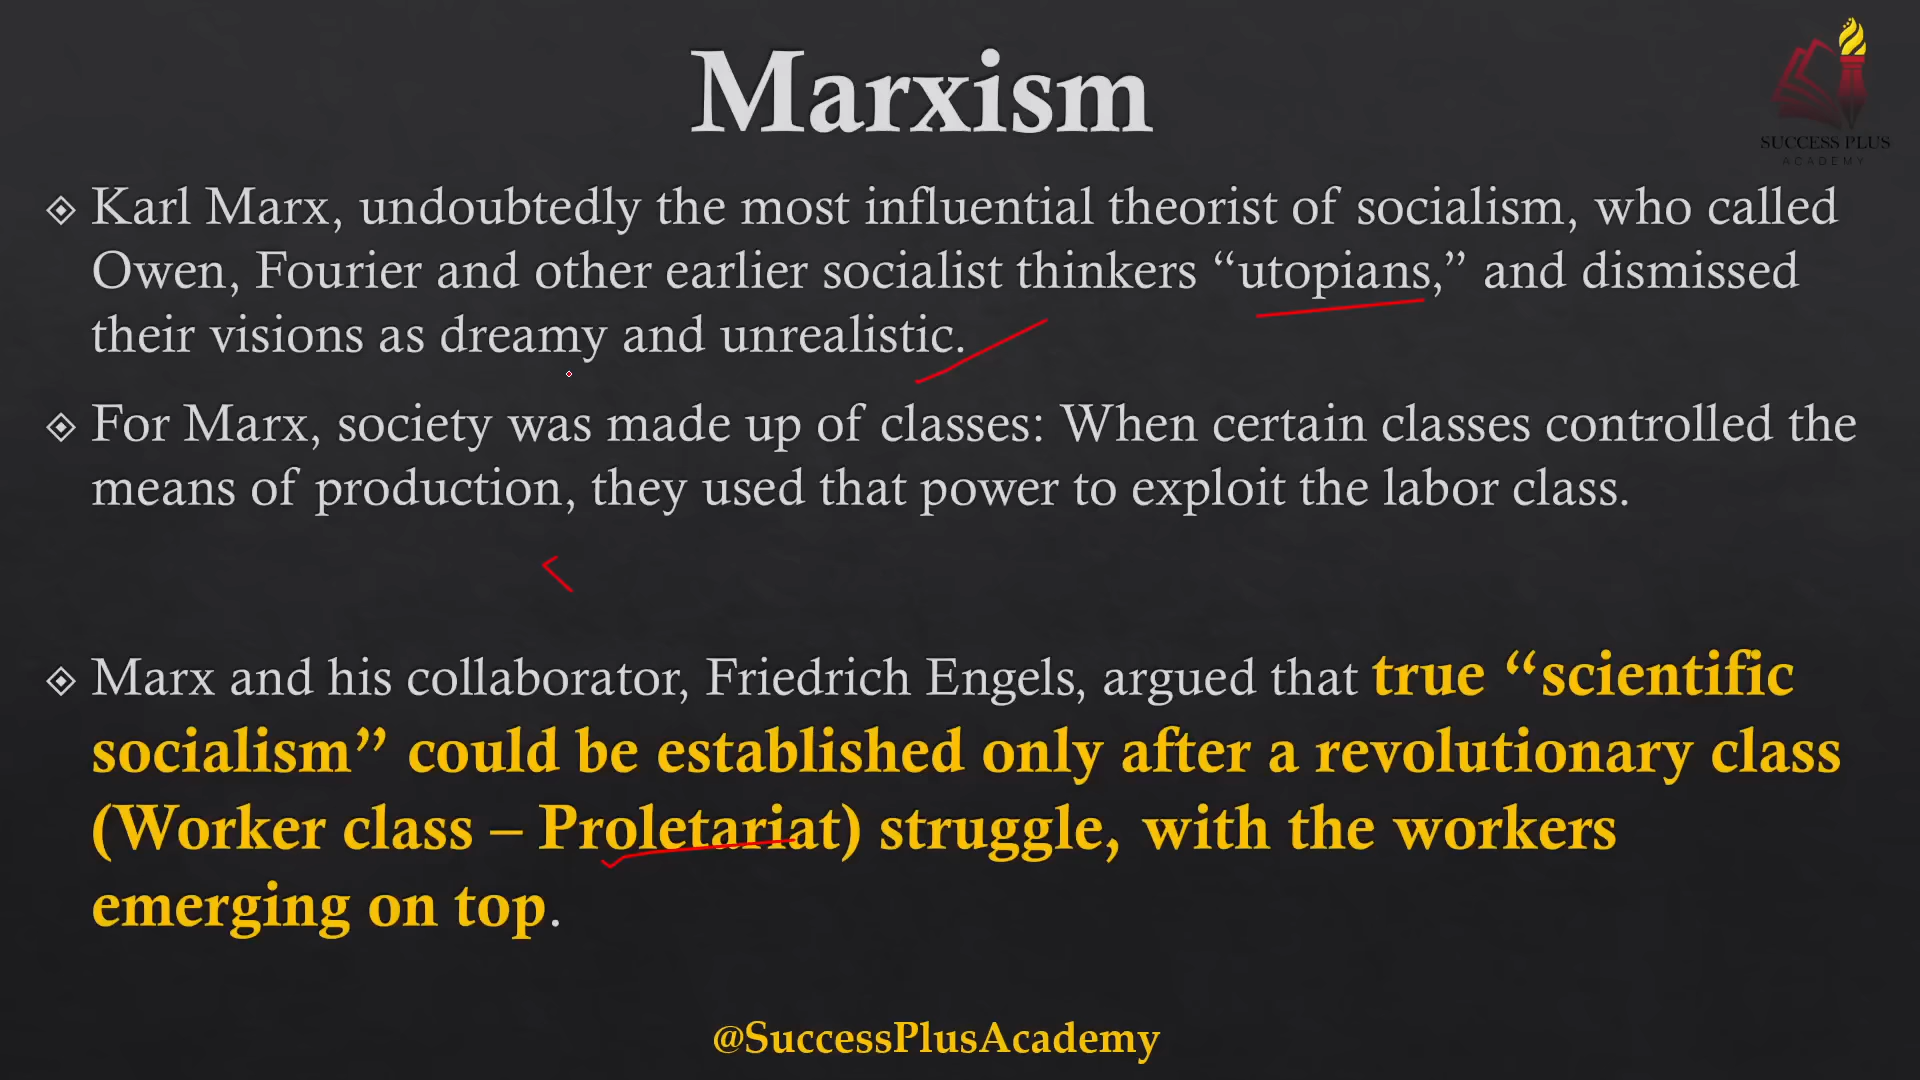 Marxism
SUCCESS PLUS
ACADEMY
Karl Marx, undoubtedly the most influential theorist of socialism, who called
Owen, Fourier and other earlier socialist thinkers “utopians,” and dismissed
their visions as dreamy and unrealistic.
For Marx, society was made up of classes: When certain classes controlled the
means of production, they used that power to exploit the labor class.
Marx and his collaborator, Friedrich Engels, argued that true “scientific
socialism” could be established only after a revolutionary class
(Worker class – Proletariat) struggle, with the workers
emerging on top.
@SuccessPlusAcademy